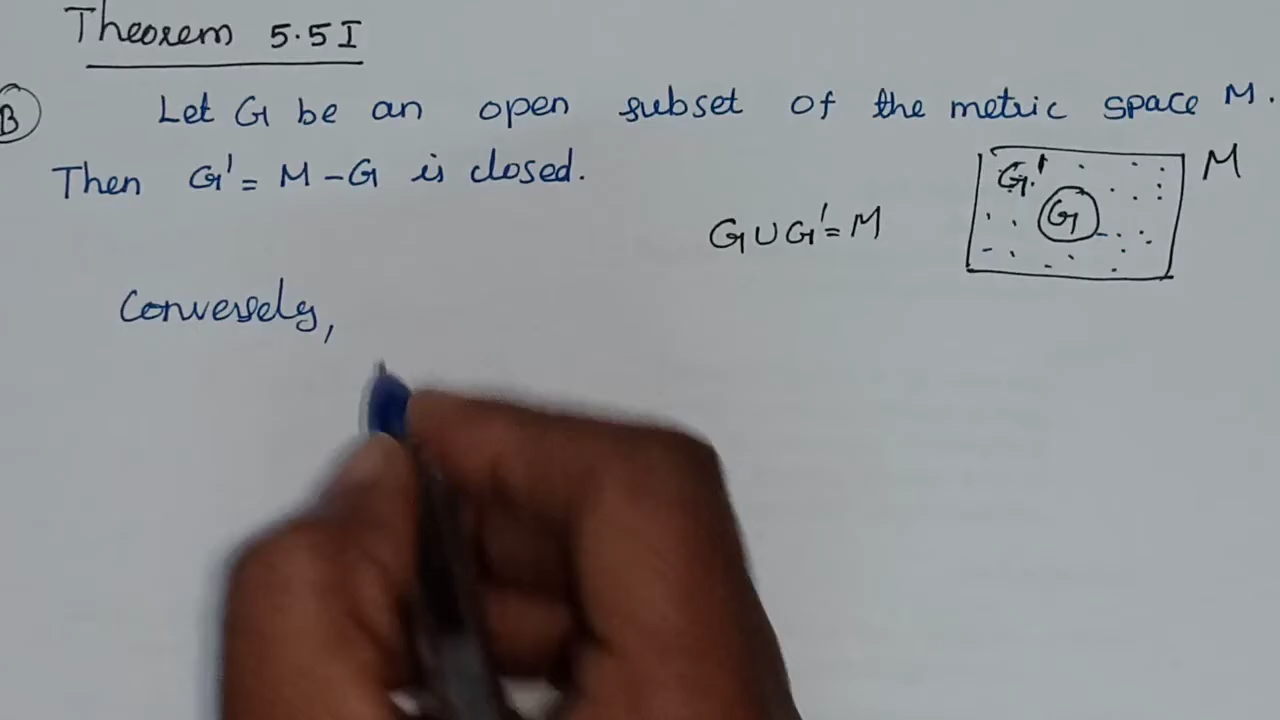 Theorem 5.5I
B Let G be an open subset of the metric space M.
Then G' = M - G is closed.
G' M
G
G ∪ G' = M
Conversely,